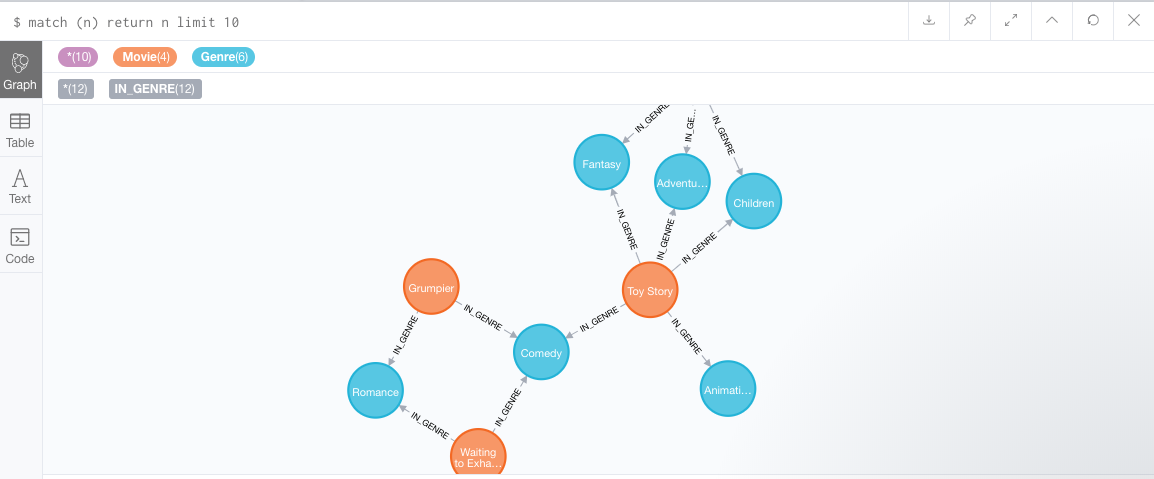 $ match (n) return n limit 10
*(10) Movie(4) Genre(6)
*(12) IN_GENRE(12)
Graph
Table
Text
Code
IN_GENRE
IN_GE...
IN_GENRE
Fantasy
Adventu...
Children
IN_GENRE
IN_GENRE
IN_GENRE
Grumpier
Toy Story
IN_GENRE
IN_GENRE
IN_GENRE
IN_GENRE
Comedy
Romance
Animati...
IN_GENRE
IN_GENRE
Waiting
to Exha...